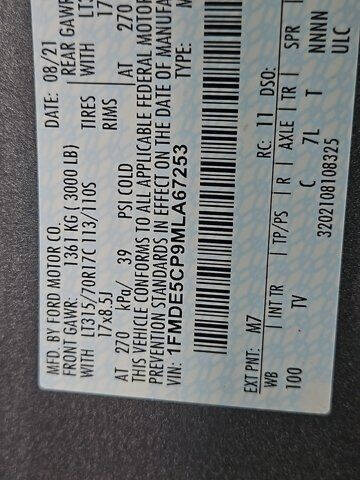 MFD. BY FORD MOTOR CO.
DATE: 08/21
FRONT GAWR: 1361 KG ( 3000 LB)
REAR GAWR
WITH LT315/70R17C 113/110S
TIRES WITH LT3
17x8.5J
RIMS 17
AT 270 kPa/ 39 PSI COLD
AT 270
THIS VEHICLE CONFORMS TO ALL APPLICABLE FEDERAL MOTOR
PREVENTION STANDARDS IN EFFECT ON THE DATE OF MANUFA
VIN: 1FMDE5CP9MLA67253
TYPE: M
EXT PNT: M7
RC: 11 DSO:
WB | INT TR | TP/PS | R | AXLE | TR | SPR
100 TV C 7L T NNNN
3202108108325
ULC